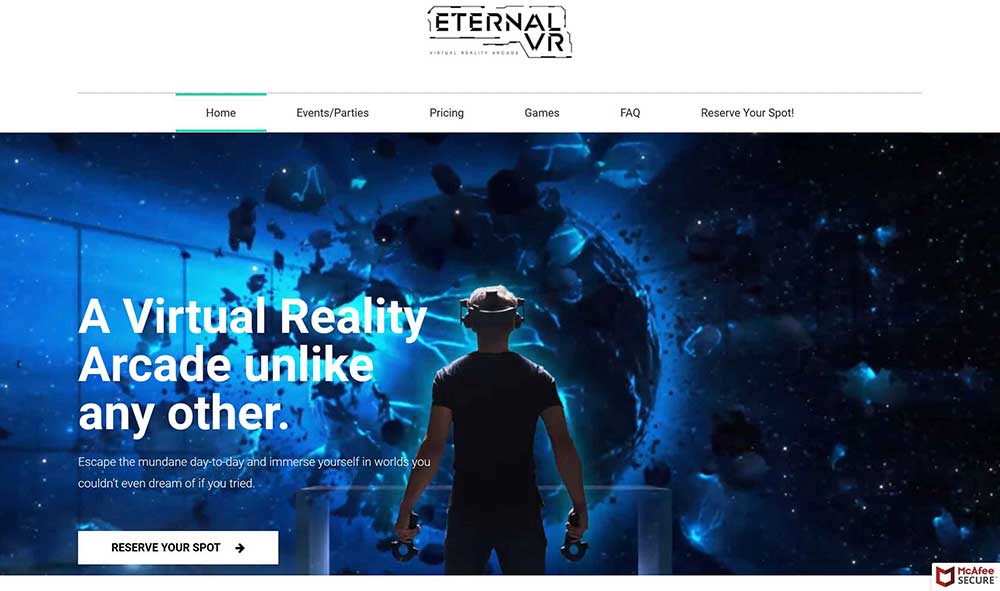 ETERNAL
VR
VIRTUAL REALITY ARCADE
Home
Events/Parties
Pricing
Games
FAQ
Reserve Your Spot!
A Virtual Reality
Arcade unlike
any other.
Escape the mundane day-to-day and immerse yourself in worlds you
couldn't even dream of if you tried.
RESERVE YOUR SPOT
McAfee
SECURE